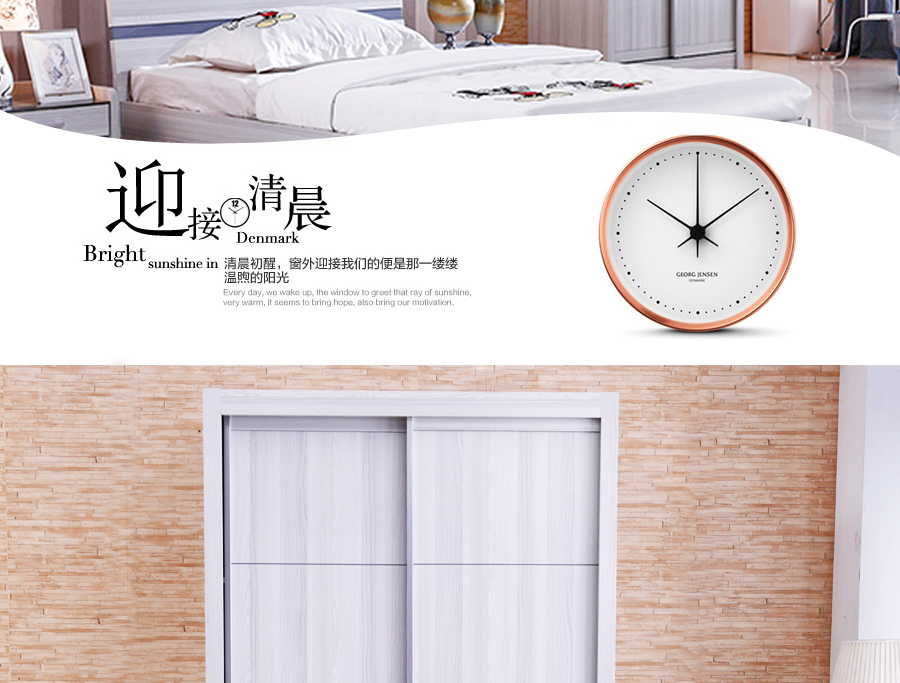 迎接清晨
12
Denmark
Bright sunshine in
清晨初醒，窗外迎接我们的便是那一缕缕
温煦的阳光
Every day, we wake up, the window to greet that ray of sunshine,
very warm, it seems to bring hope, also bring our motivation.
GEORG JENSEN
DENMARK